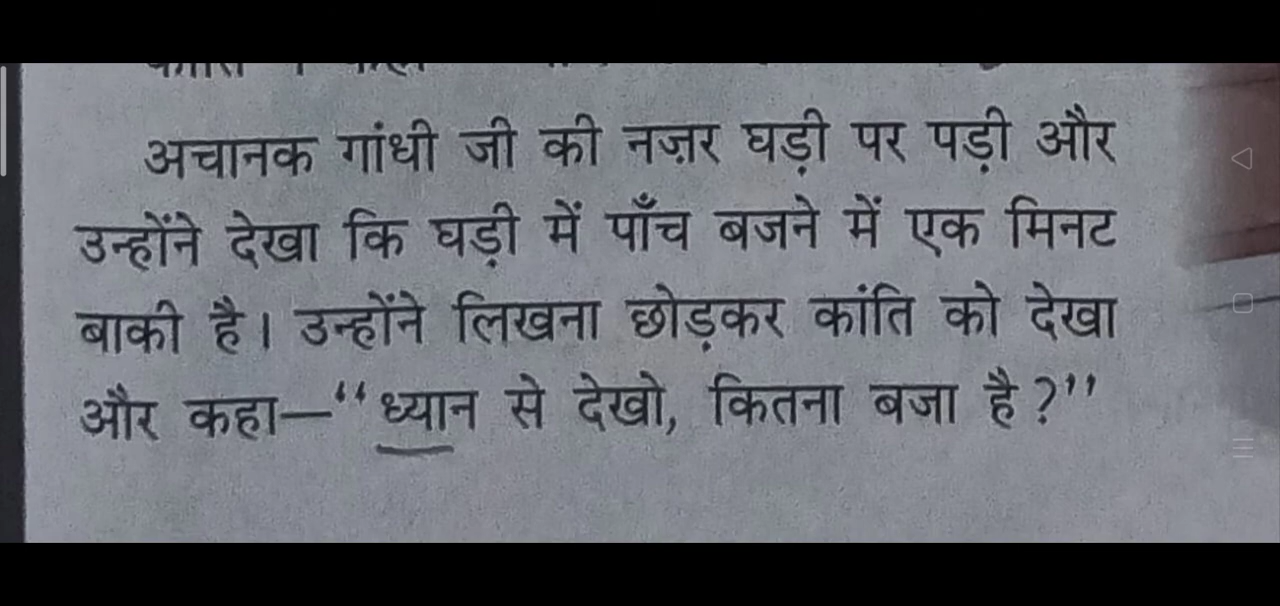 अचानक गांधी जी की नज़र घड़ी पर पड़ी और
उन्होंने देखा कि घड़ी में पाँच बजने में एक मिनट
बाकी है। उन्होंने लिखना छोड़कर कांति को देखा
और कहा—“ध्यान से देखो, कितना बजा है?”